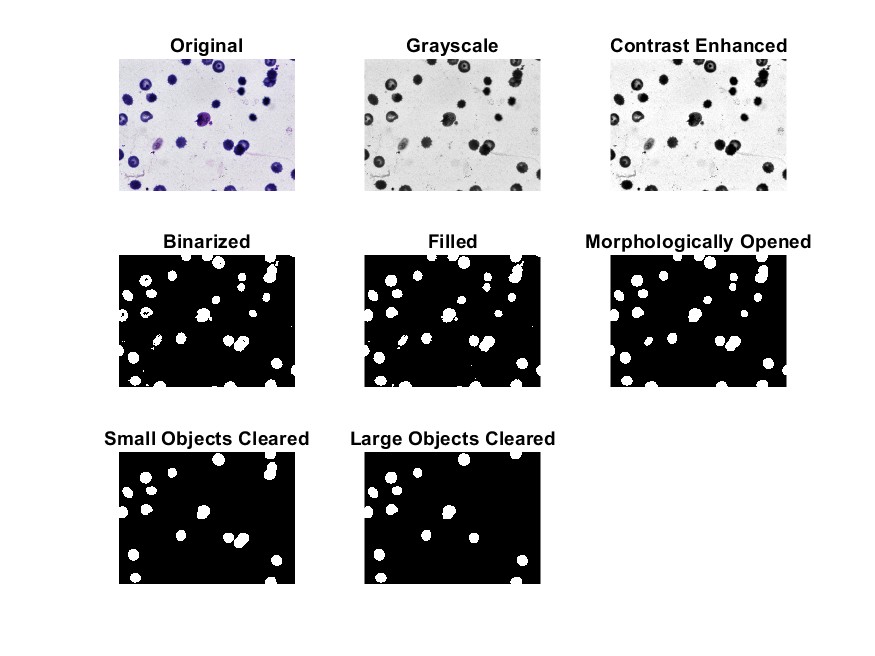 Original
Grayscale
Contrast Enhanced
Binarized
Filled
Morphologically Opened
Small Objects Cleared
Large Objects Cleared